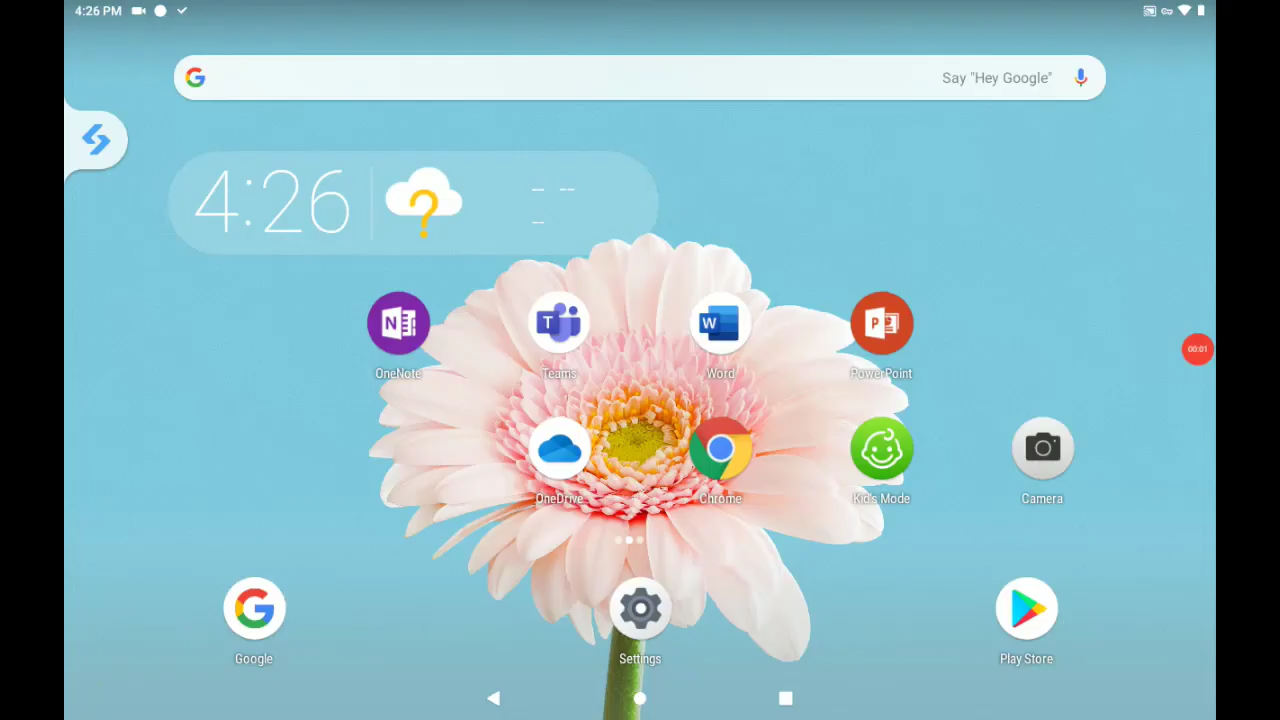 4:26 PM
Say "Hey Google"
4:26
-- --
--
00:01
OneNote
Teams
Word
PowerPoint
OneDrive
Chrome
Kid's Mode
Camera
Google
Settings
Play Store